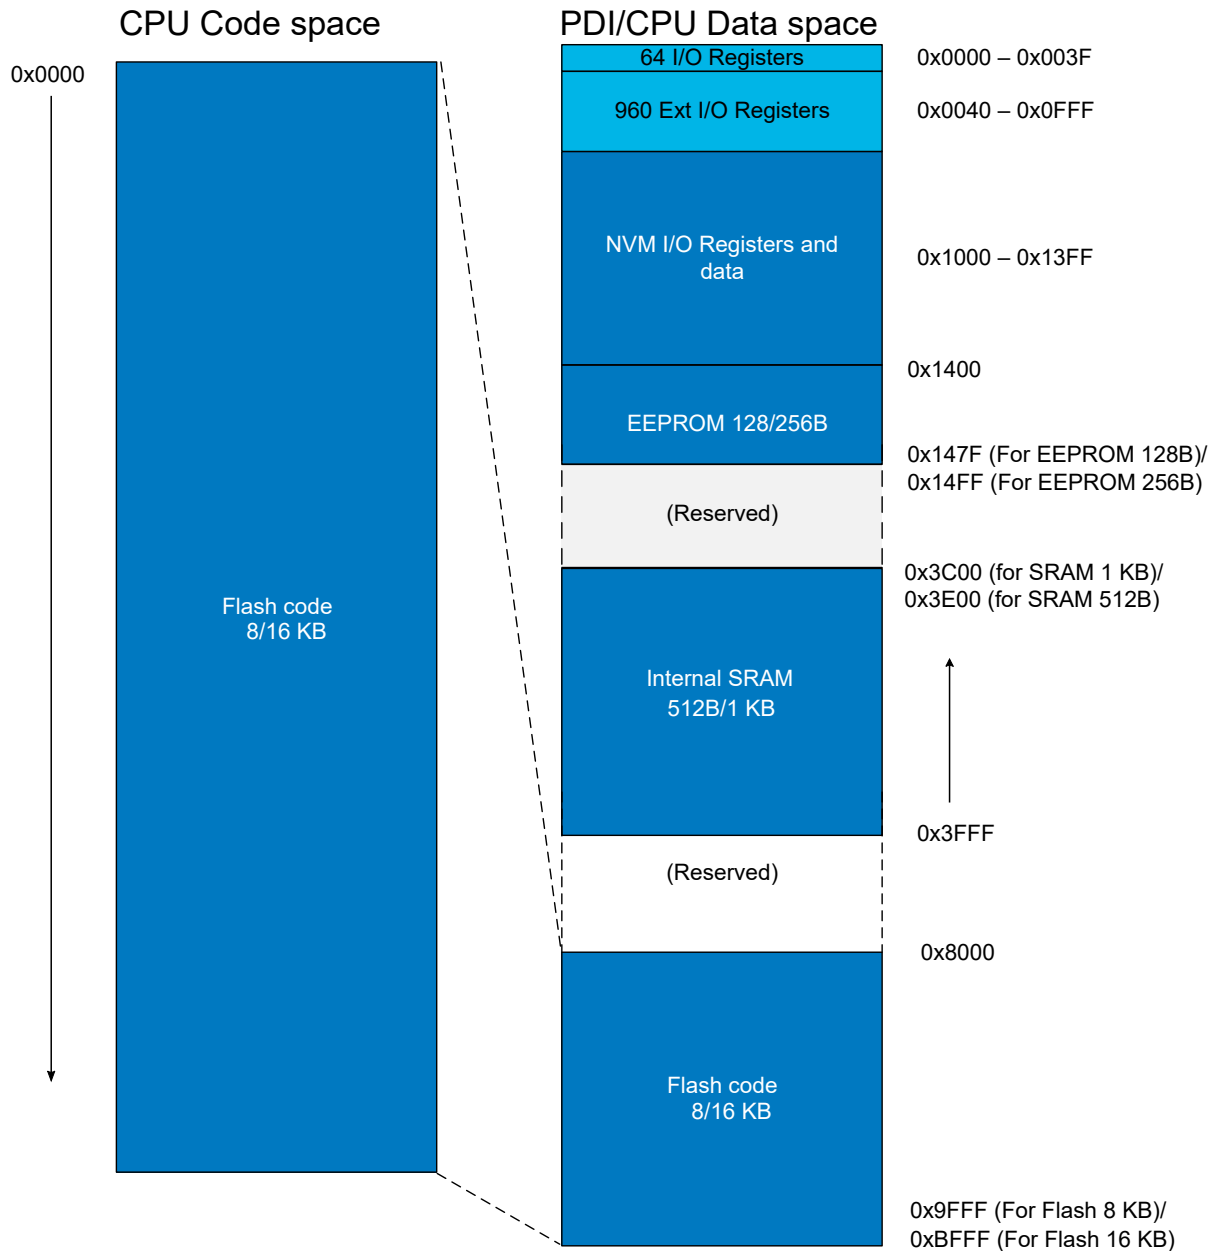 CPU Code space
PDI/CPU Data space
0x0000
64 I/O Registers
0x0000 – 0x003F
960 Ext I/O Registers
0x0040 – 0x0FFF
NVM I/O Registers and
data
0x1000 – 0x13FF
0x1400
EEPROM 128/256B
0x147F (For EEPROM 128B)/
0x14FF (For EEPROM 256B)
(Reserved)
0x3C00 (for SRAM 1 KB)/
0x3E00 (for SRAM 512B)
Flash code
8/16 KB
Internal SRAM
512B/1 KB
0x3FFF
(Reserved)
0x8000
Flash code
8/16 KB
0x9FFF (For Flash 8 KB)/
0xBFFF (For Flash 16 KB)